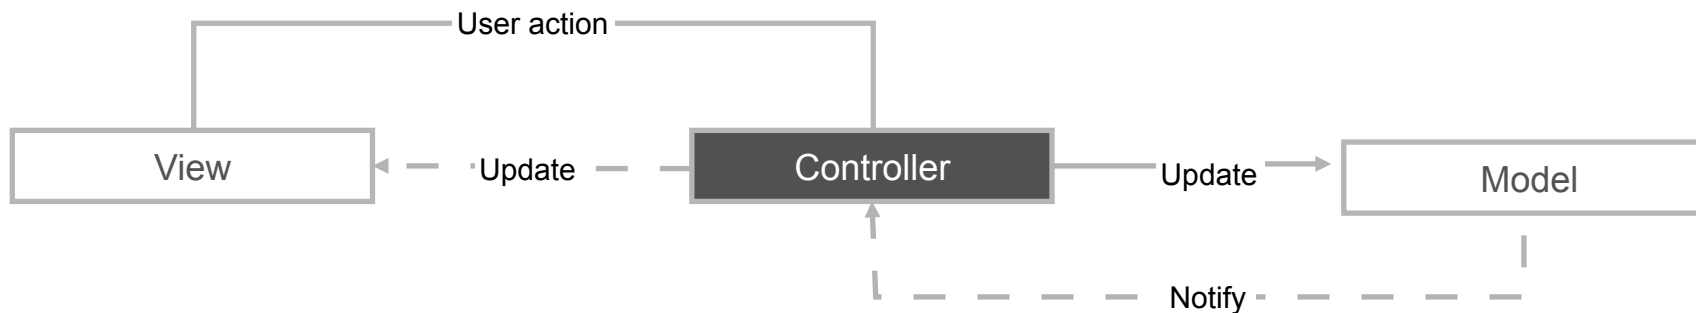 User action
View
Update
Controller
Update
Model
Notify